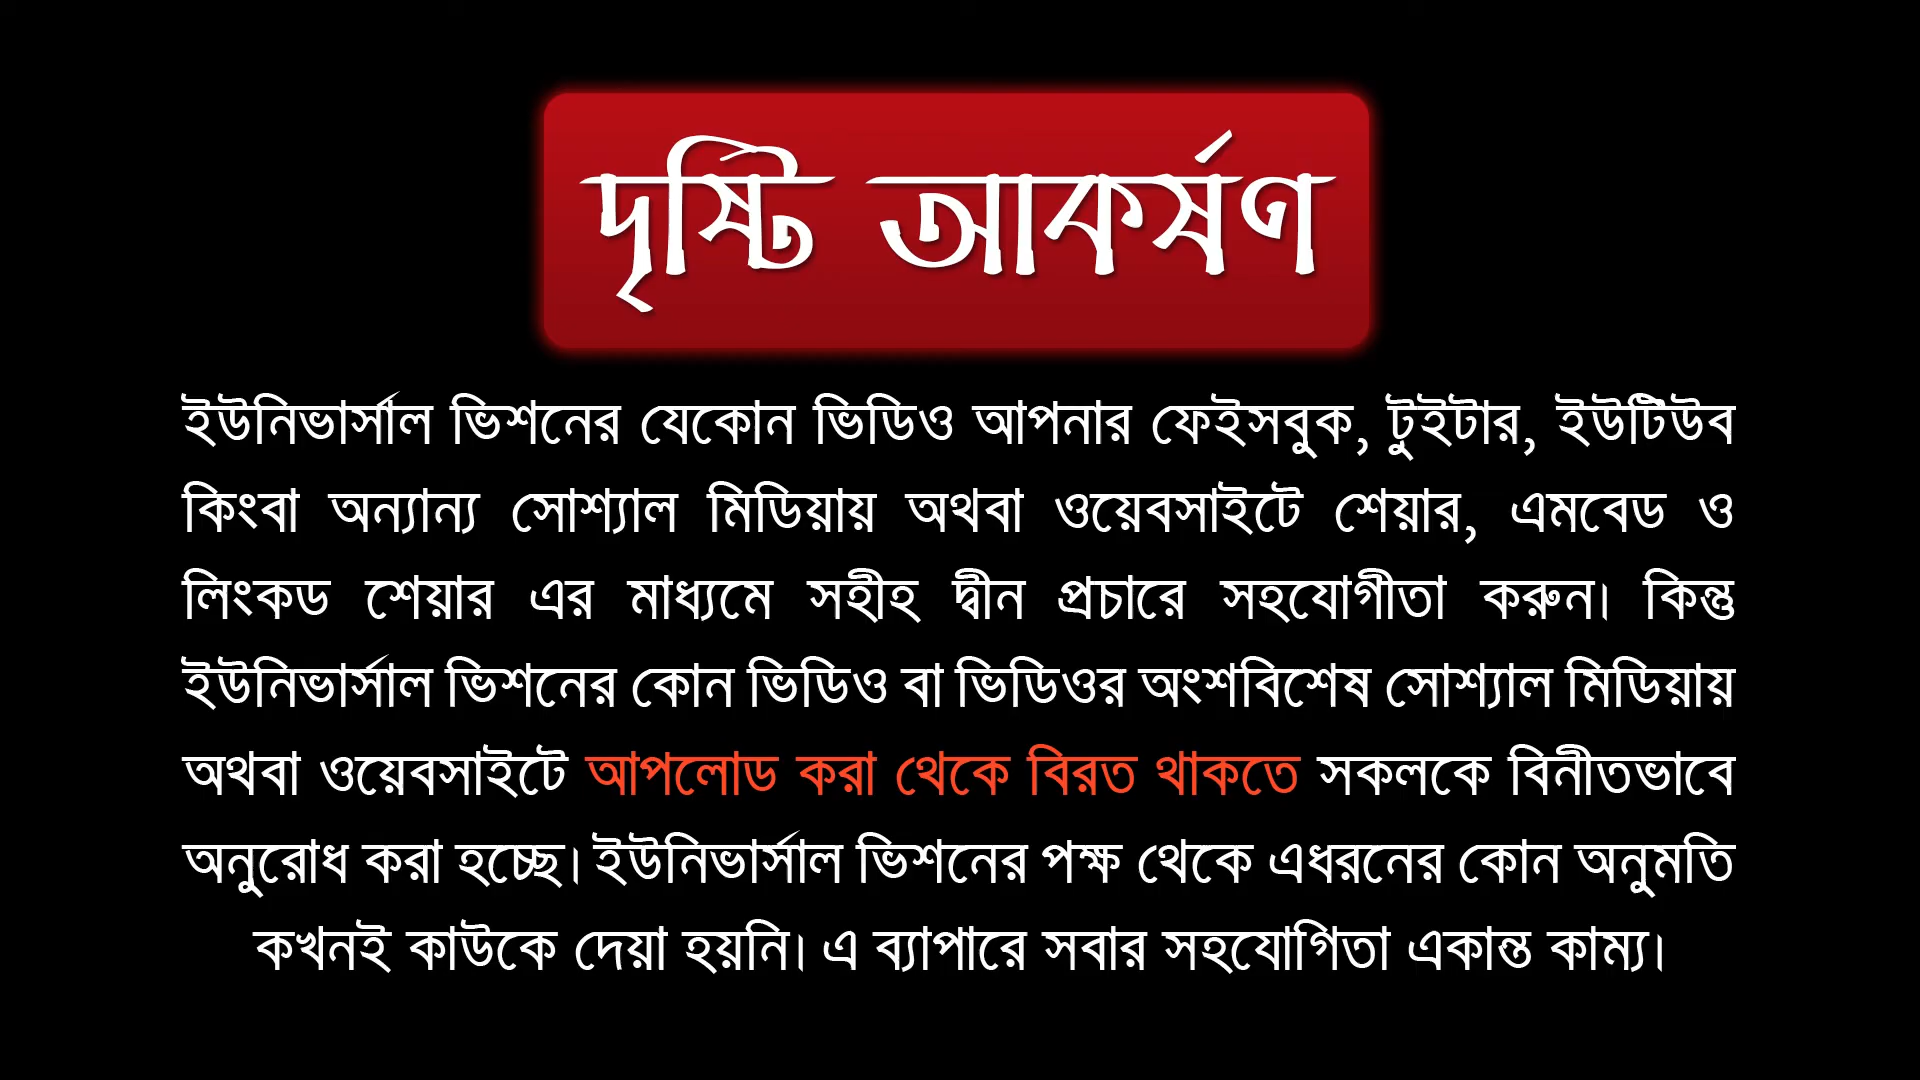 দৃষ্টি আকর্ষণ
ইউনিভার্সাল ভিশনের যেকোন ভিডিও আপনার ফেইসবুক, টুইটার, ইউটিউব
কিংবা অন্যান্য সোশ্যাল মিডিয়ায় অথবা ওয়েবসাইটে শেয়ার, এমবেড ও
লিংকড শেয়ার এর মাধ্যমে সহীহ দ্বীন প্রচারে সহযোগীতা করুন। কিন্তু
ইউনিভার্সাল ভিশনের কোন ভিডিও বা ভিডিওর অংশবিশেষ সোশ্যাল মিডিয়ায়
অথবা ওয়েবসাইটে আপলোড করা থেকে বিরত থাকতে সকলকে বিনীতভাবে
অনুরোধ করা হচ্ছে। ইউনিভার্সাল ভিশনের পক্ষ থেকে এধরনের কোন অনুমতি
কখনই কাউকে দেয়া হয়নি। এ ব্যাপারে সবার সহযোগিতা একান্ত কাম্য।